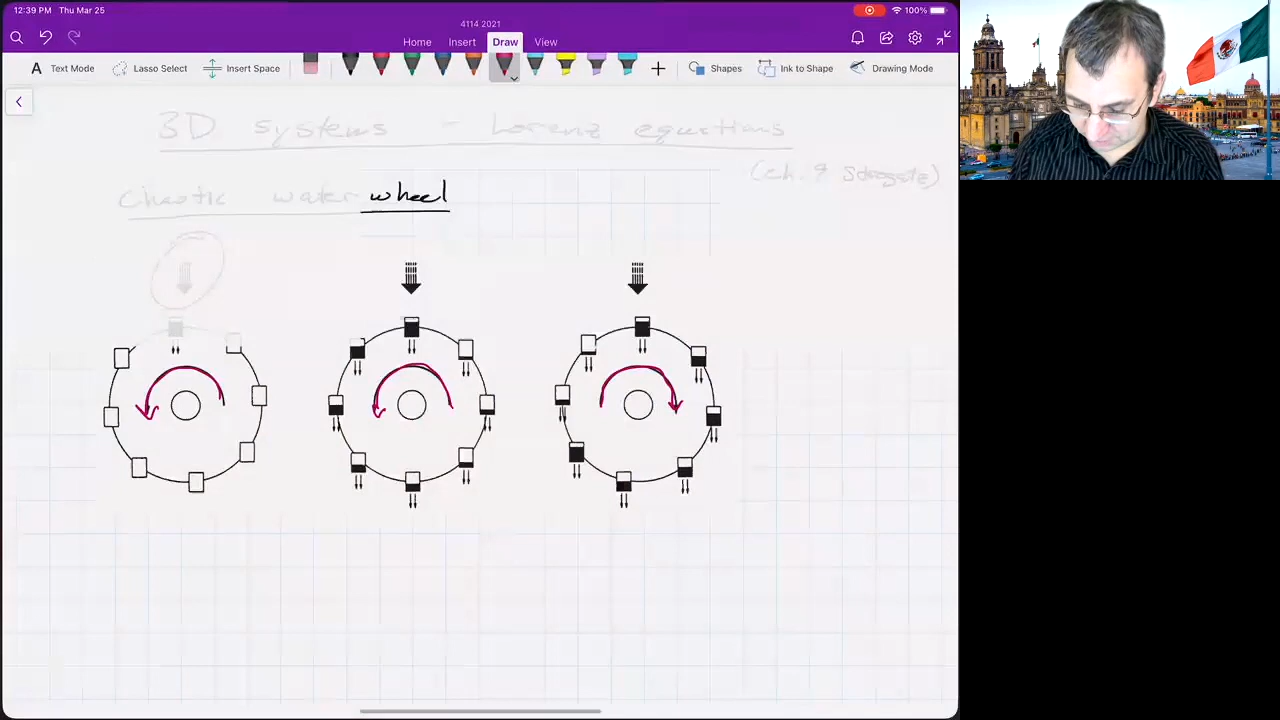 12:39 PM Thu Mar 25
100%
4114 2021
Home Insert Draw View
Text Mode Lasso Select Insert Space Shapes Ink to Shape Drawing Mode
3D systems - Lorenz equations
(ch. 9 Strogatz)
chaotic water wheel